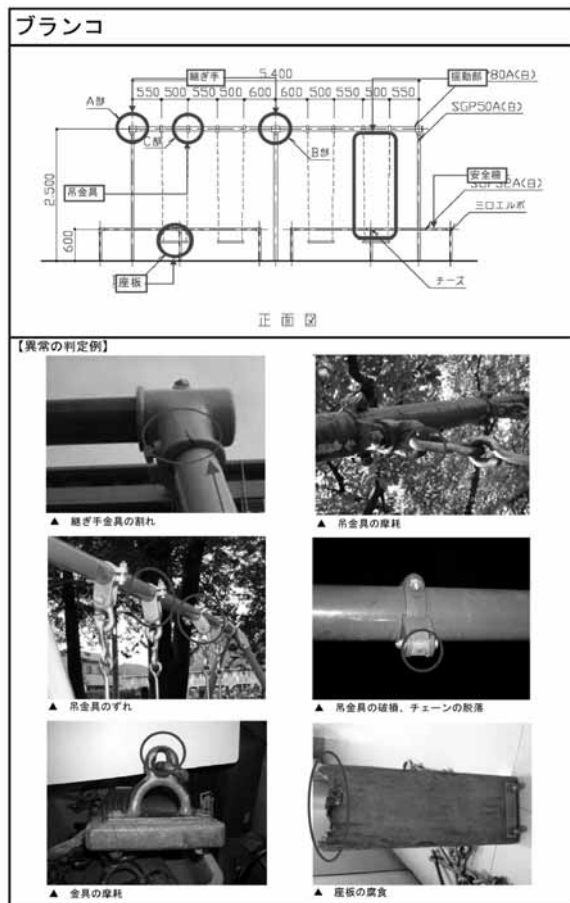 ブランコ
継ぎ手
5,400
揺動部
80A(白)
550 500 550 500 600 600 500 550 500 550
A部
SGP50A(白)
C部
B部
吊金具
安全柵
2,500
三口エルボ
600
座板
チーズ
正面図
【異常の判定例】
▲ 継ぎ手金具の割れ
▲ 吊金具の摩耗
▲ 吊金具のずれ
▲ 吊金具の破損、チェーンの脱落
▲ 金具の摩耗
▲ 座板の腐食